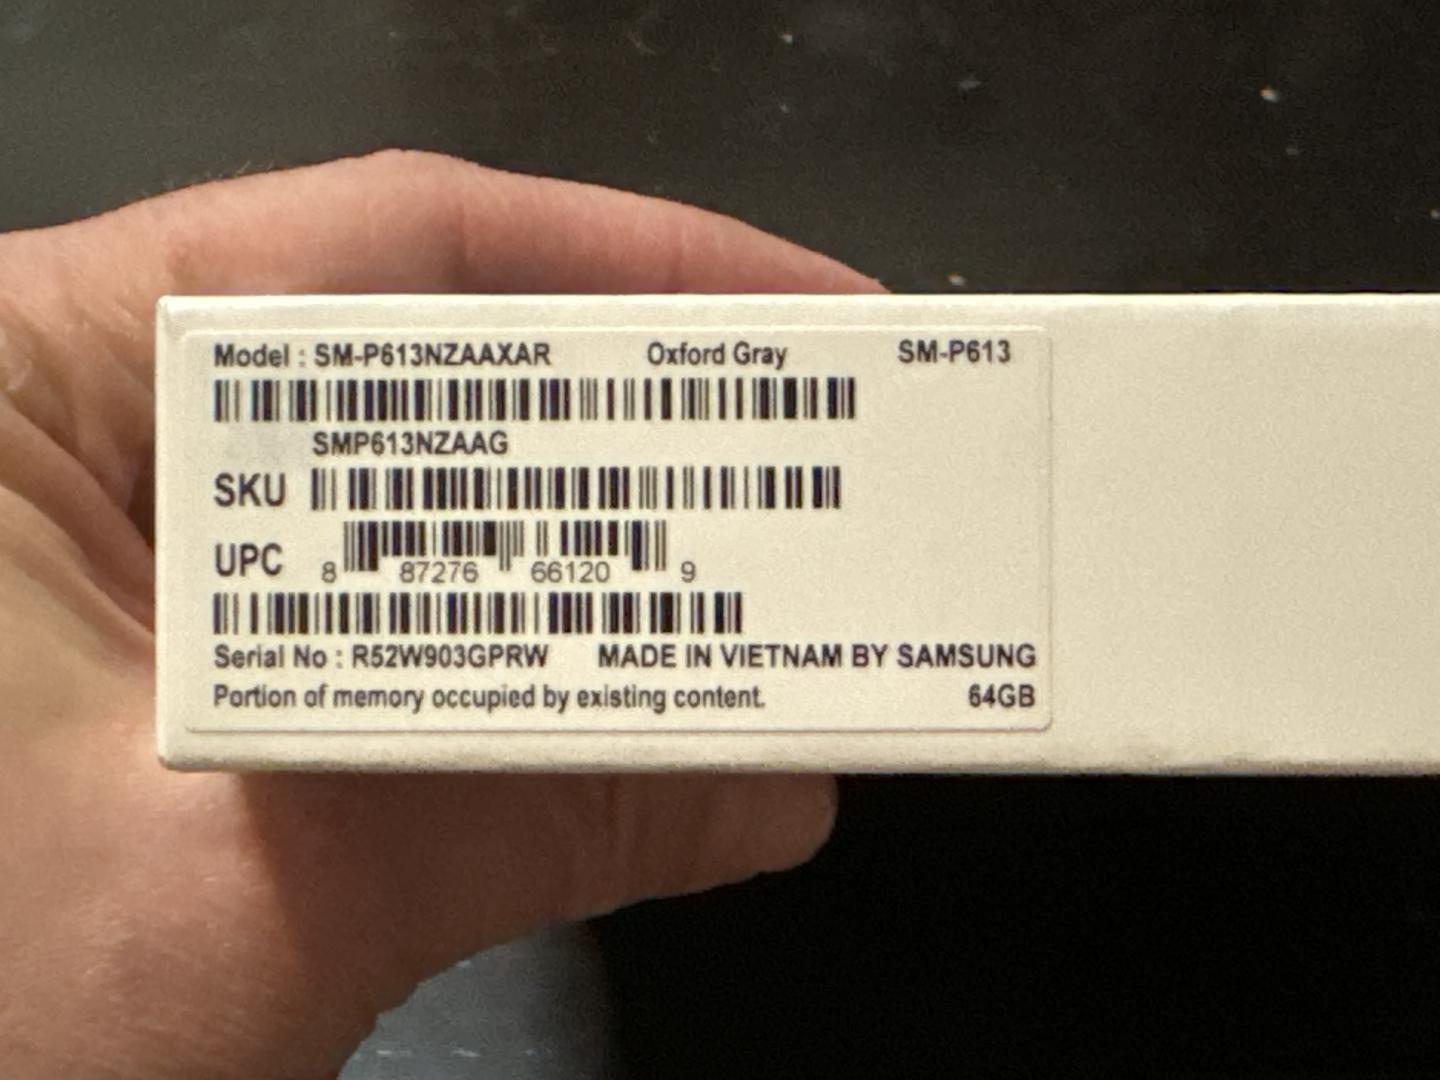 Model : SM-P613NZAAXAR Oxford Gray SM-P613
SMP613NZAAG
SKU
UPC 8 87276 66120 9
Serial No : R52W903GPRW MADE IN VIETNAM BY SAMSUNG
Portion of memory occupied by existing content. 64GB